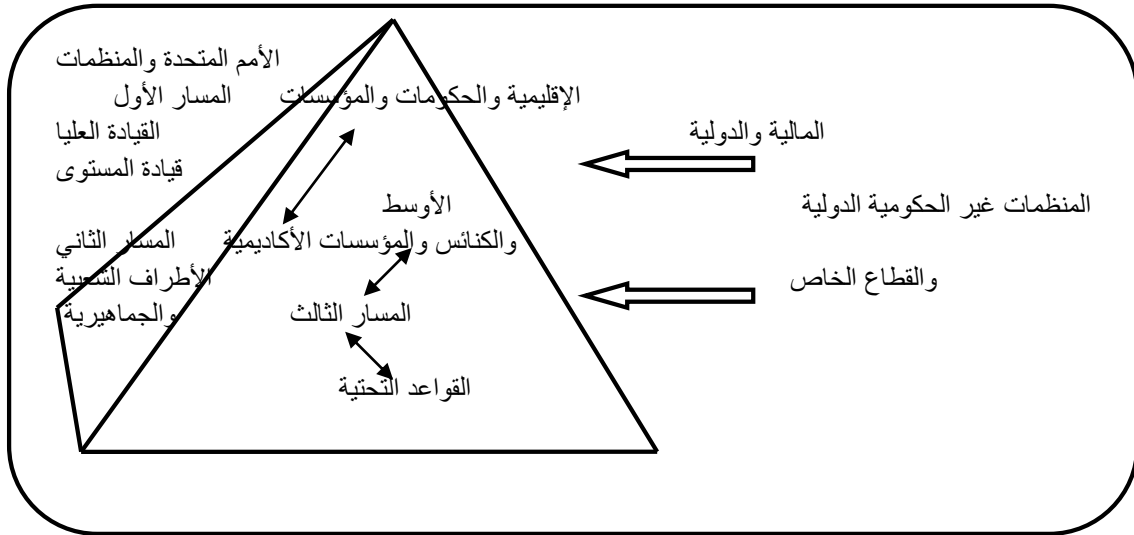 الأمم المتحدة والمنظمات
الإقليمية والحكومات والمؤسسات المسار الأول
المالية والدولية القيادة العليا
قيادة المستوى
المنظمات غير الحكومية الدولية الأوسط
والكنائس والمؤسسات الأكاديمية المسار الثاني
والقطاع الخاص الأطراف الشعبية
المسار الثالث والجماهيرية
القواعد التحتية